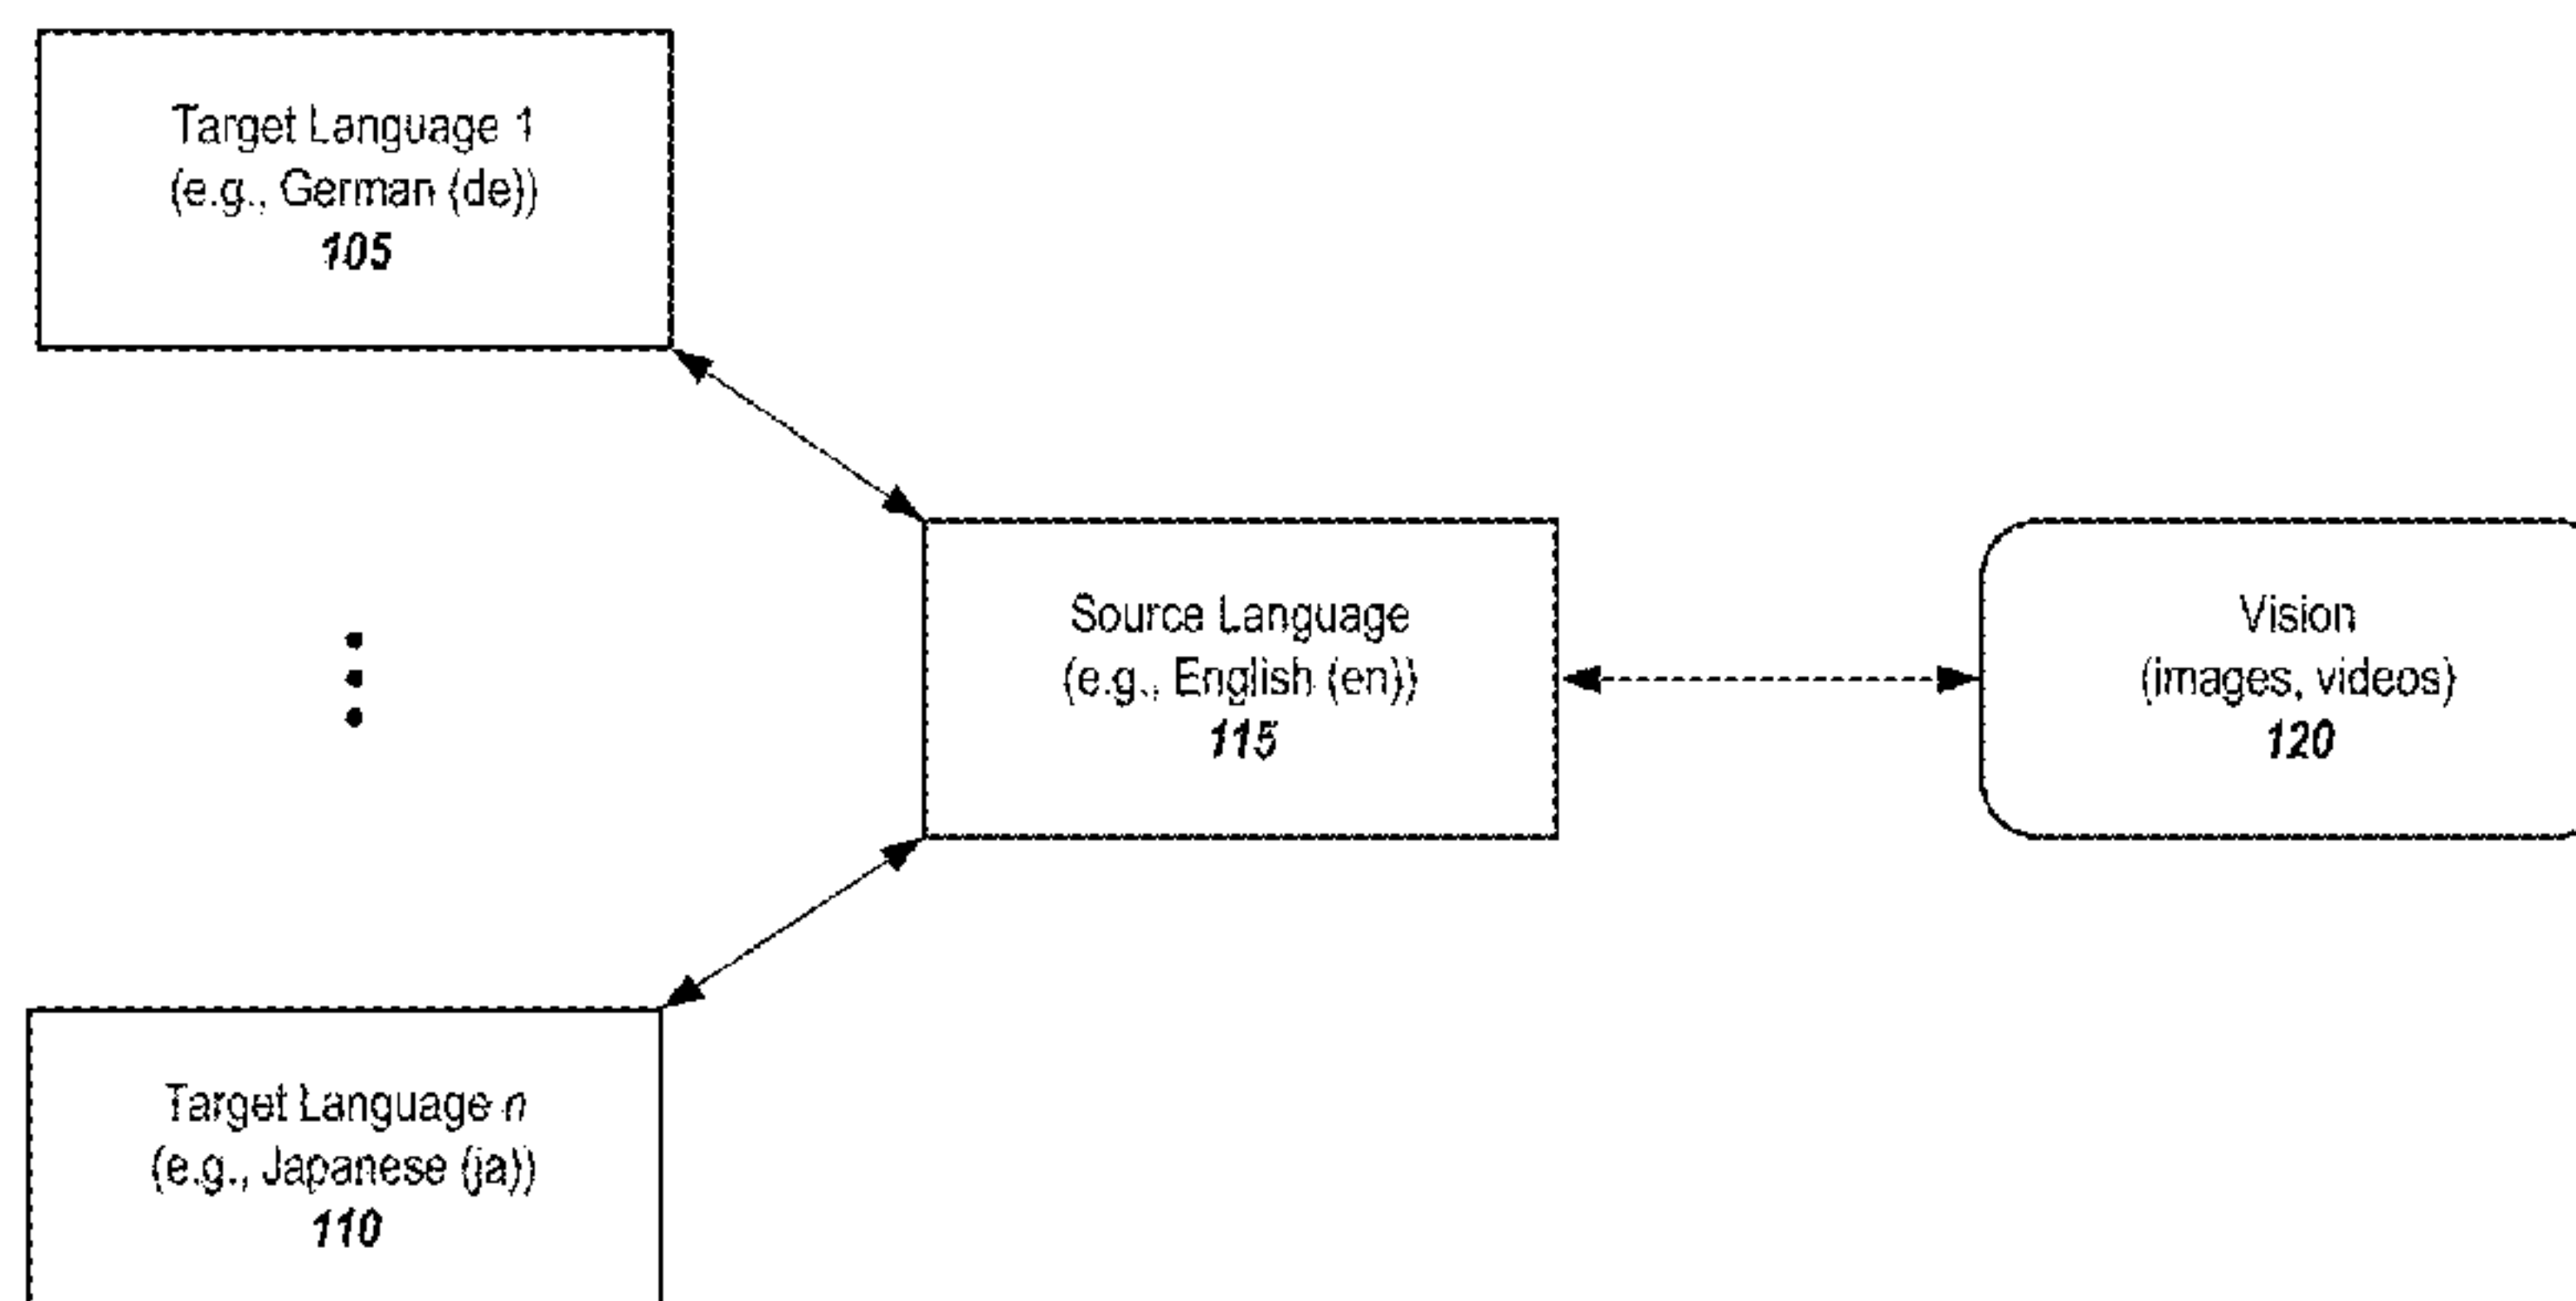 Target Language 1
(e.g., German (de))
105
Source Language
(e.g., English (en))
115
Vision
(images, videos)
120
Target Language n
(e.g., Japanese (ja))
110